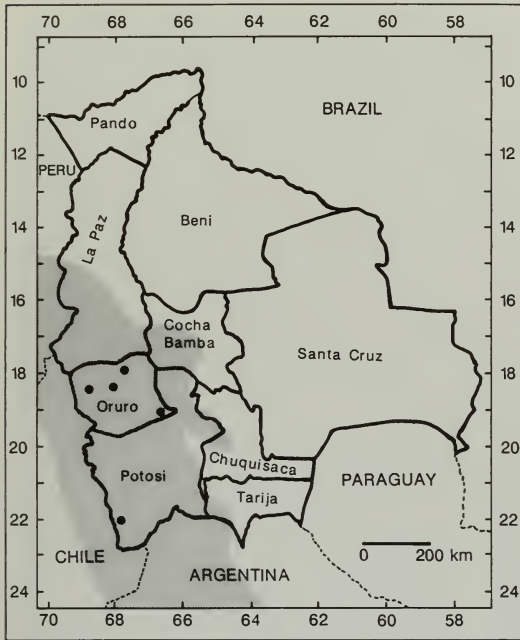 70 68 66 64 62 60 58
10 10
BRAZIL
Pando
12 12
PERU
La Paz
Beni
14 14
16 16
Cocha
Bamba
Santa Cruz
18 18
Oruro
20 20
Chuquisaca
Potosi
PARAGUAY
Tarija
22 22
0 200 km
CHILE
ARGENTINA
24 24
70 68 66 64 62 60 58